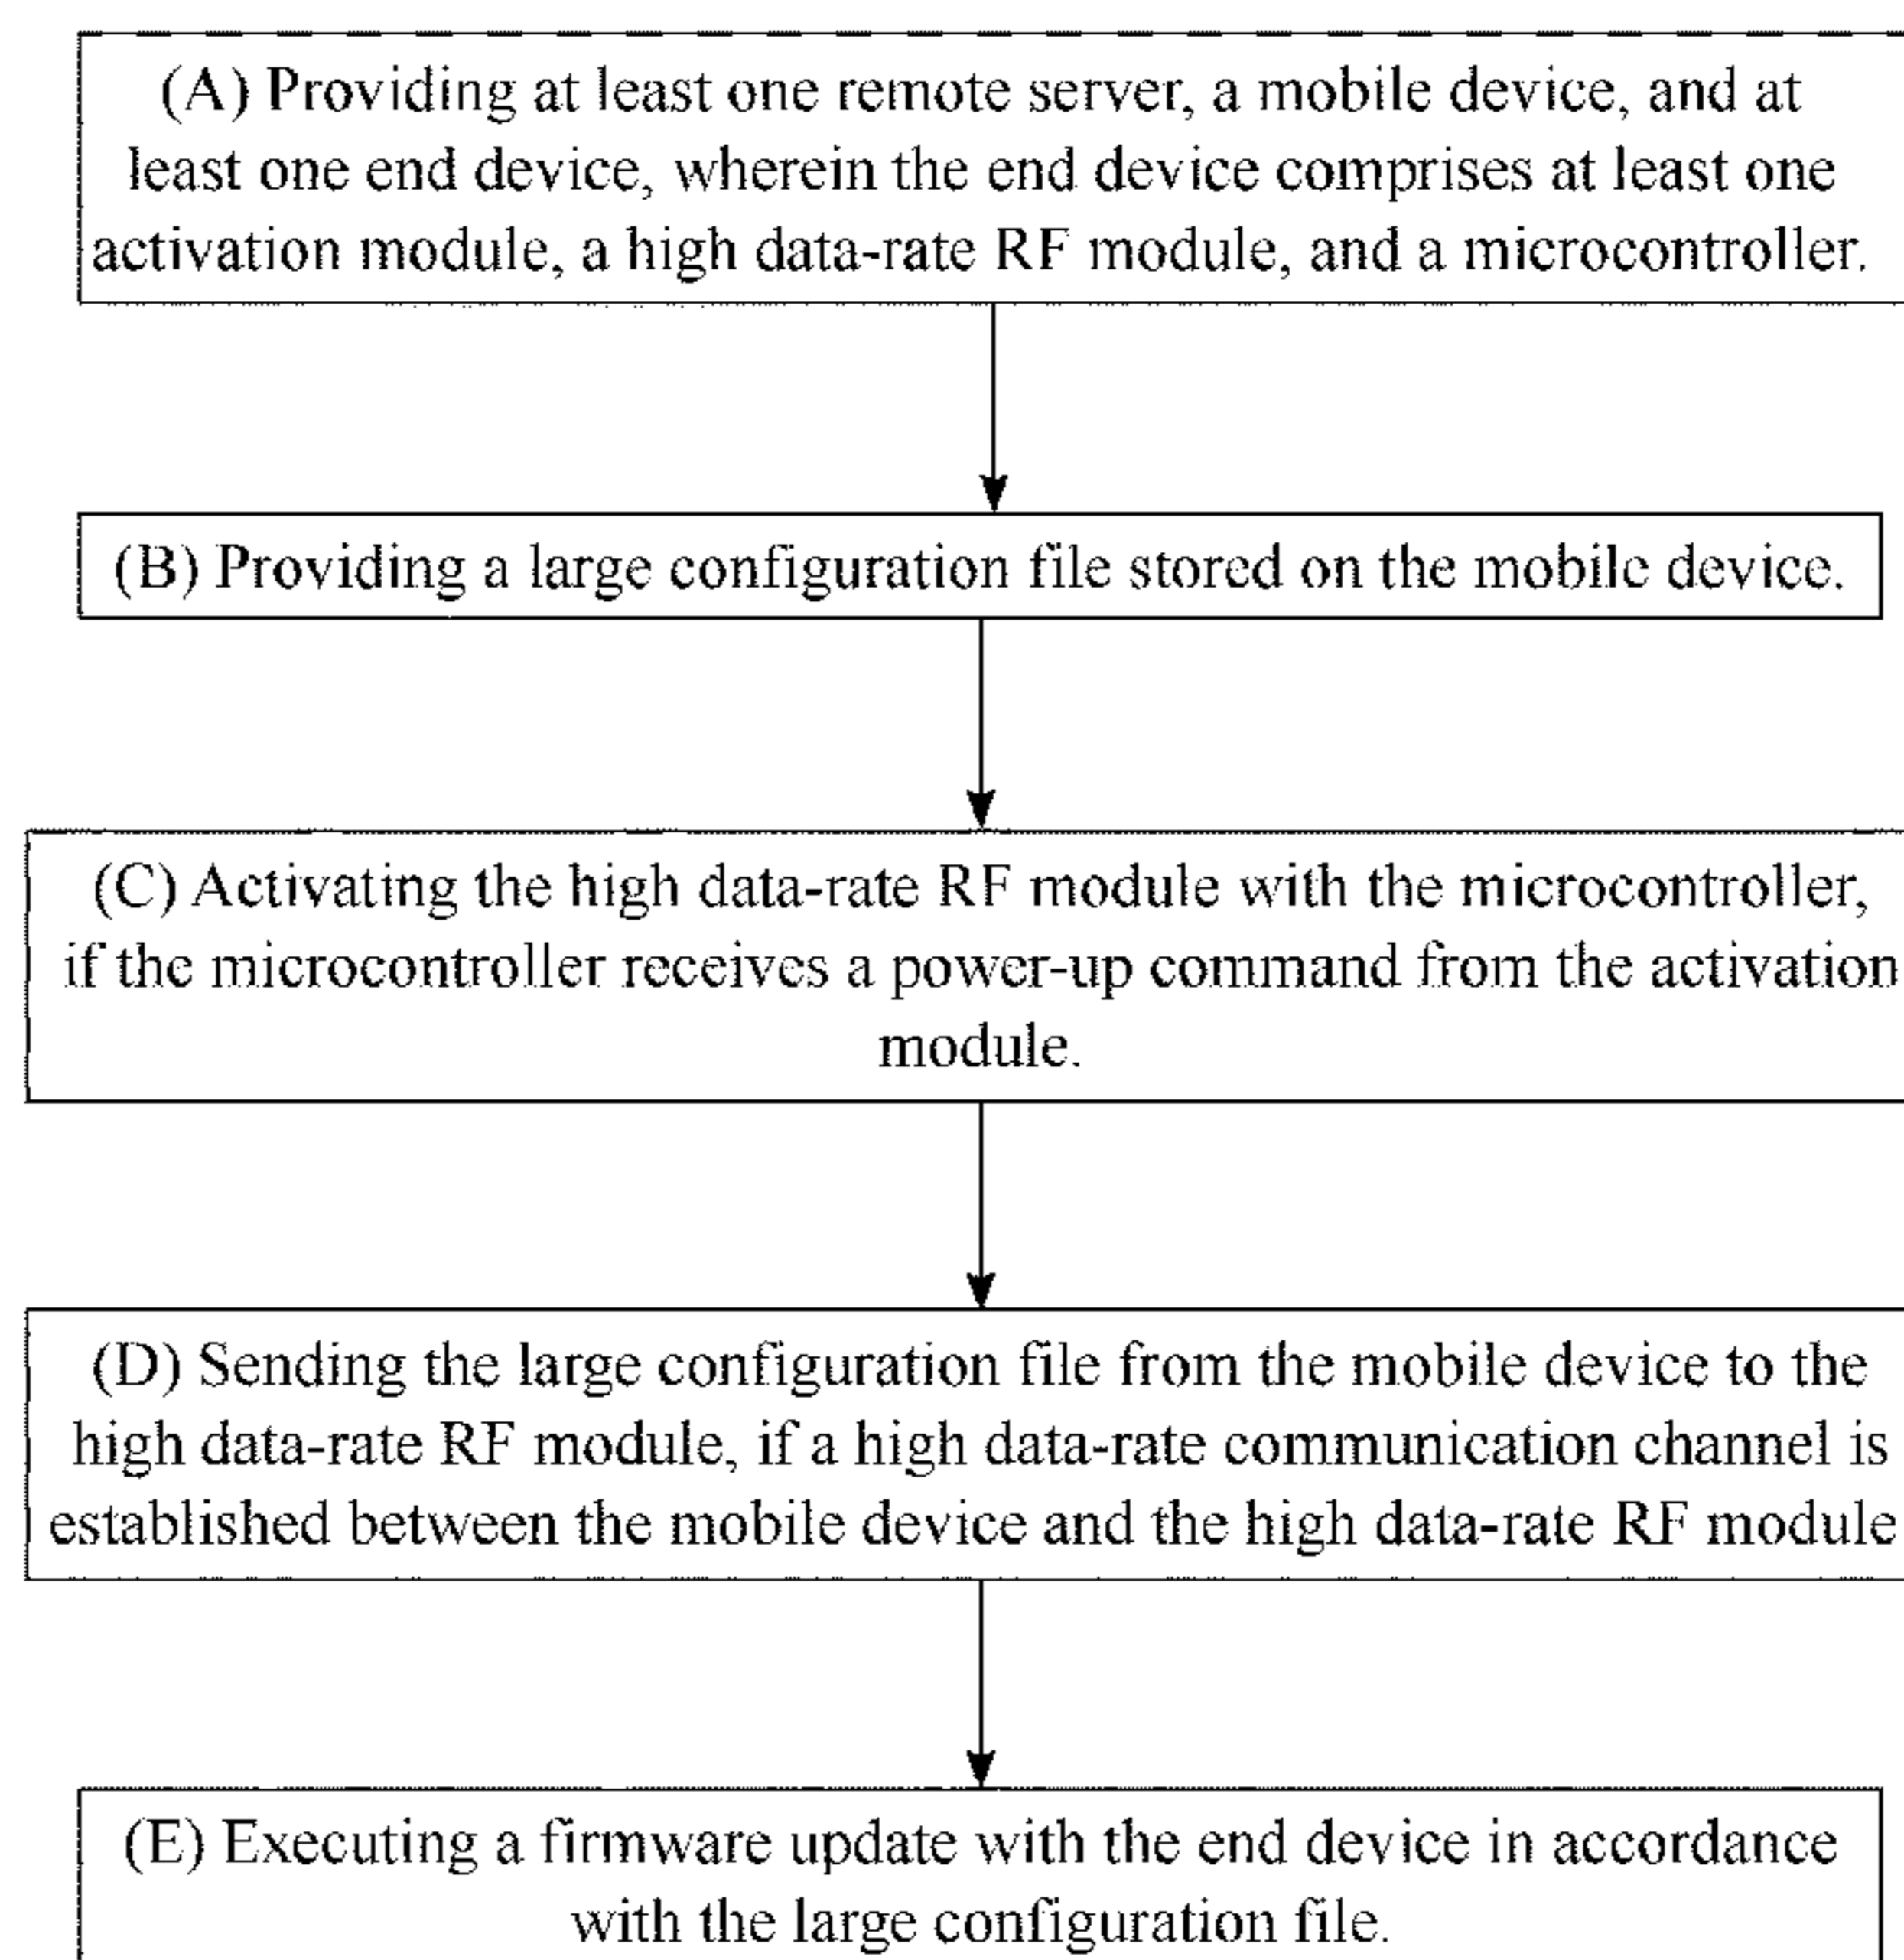 (A) Providing at least one remote server, a mobile device, and at
least one end device, wherein the end device comprises at least one
activation module, a high data-rate RF module, and a microcontroller.
(B) Providing a large configuration file stored on the mobile device.
(C) Activating the high data-rate RF module with the microcontroller,
if the microcontroller receives a power-up command from the activation
module.
(D) Sending the large configuration file from the mobile device to the
high data-rate RF module, if a high data-rate communication channel is
established between the mobile device and the high data-rate RF module
(E) Executing a firmware update with the end device in accordance
with the large configuration file.